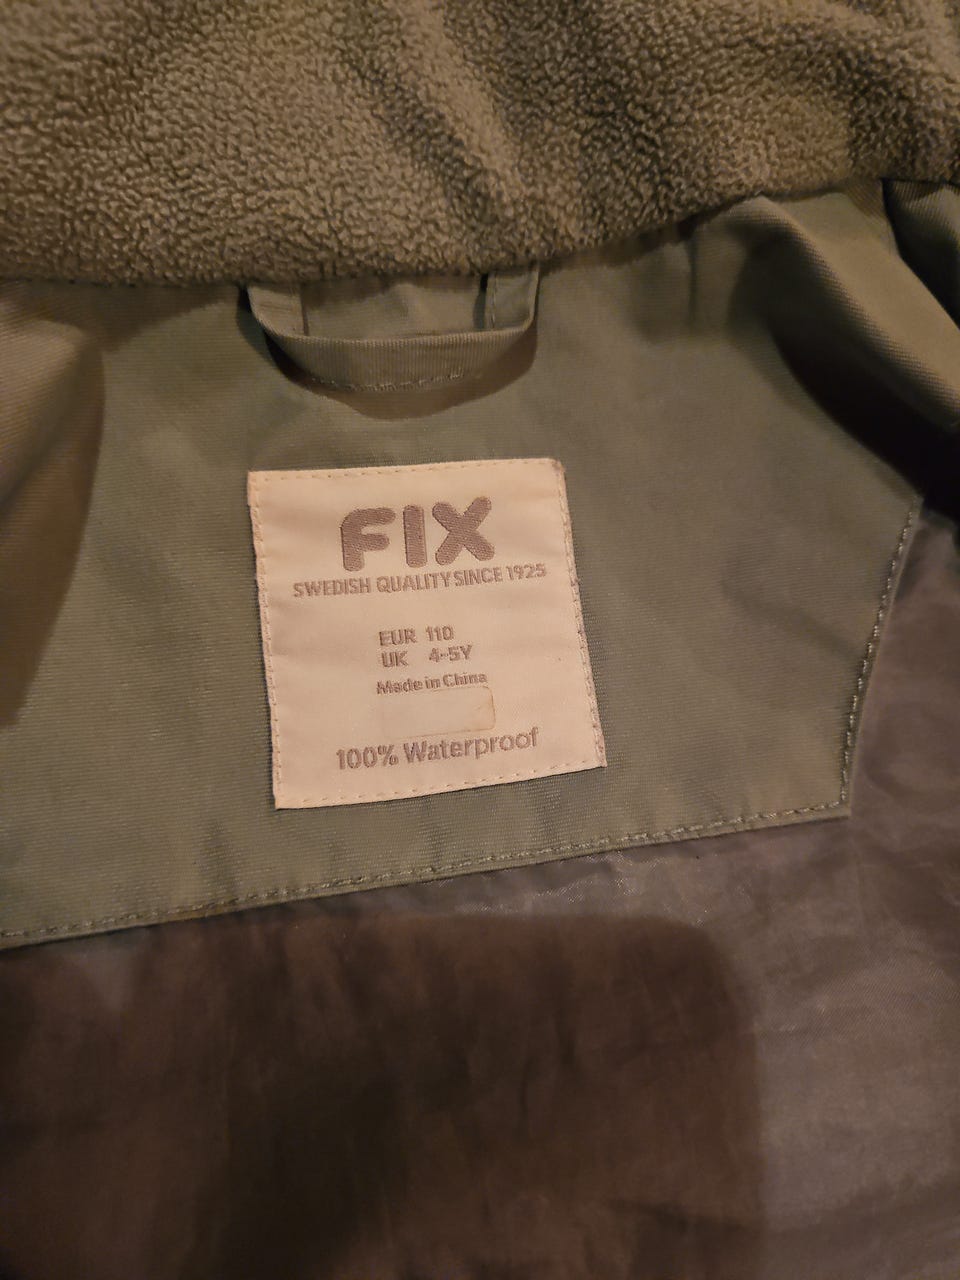 FIX
SWEDISH QUALITY SINCE 1925
EUR 110
UK 4-5Y
Made in China
100% Waterproof